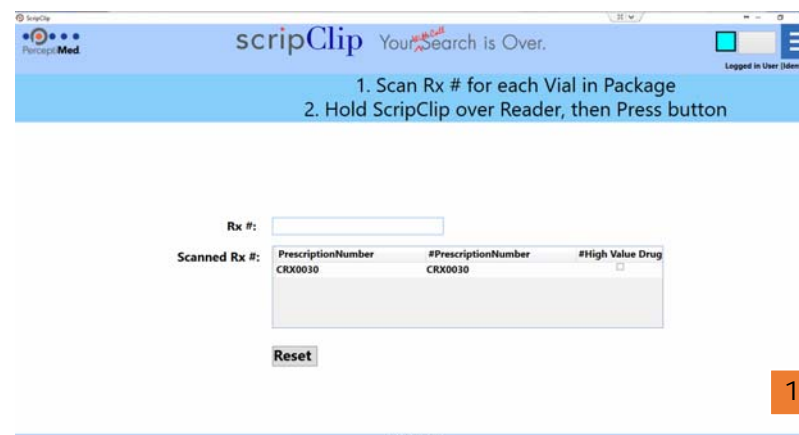 ScripClip
PerceptiMed
scripClip Your Search is Over.
Logged in User (Iden
1. Scan Rx # for each Vial in Package
2. Hold ScripClip over Reader, then Press button
Rx #:
Scanned Rx #:
PrescriptionNumber #PrescriptionNumber #High Value Drug
CRX0030 CRX0030
Reset
1